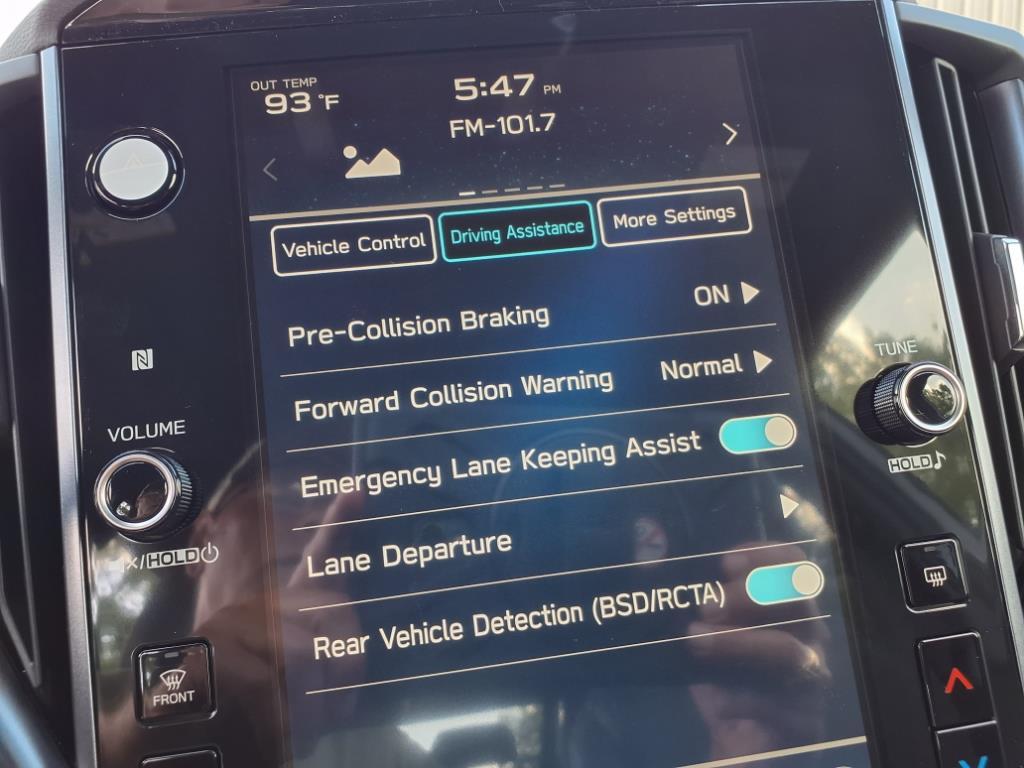 OUT TEMP
93 °F
5:47 PM
FM-101.7
Vehicle Control
Driving Assistance
More Settings
Pre-Collision Braking
ON
Forward Collision Warning
Normal
Emergency Lane Keeping Assist
Lane Departure
Rear Vehicle Detection (BSD/RCTA)
VOLUME
/HOLD
FRONT
TUNE
HOLD